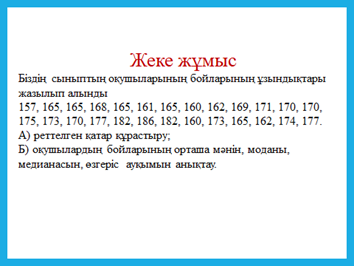 Жеке жұмыс
Біздің сыныптың оқушыларының бойларының ұзындықтары
жазылып алынды
157, 165, 165, 168, 165, 161, 165, 160, 162, 169, 171, 170, 170,
175, 173, 170, 177, 182, 186, 182, 160, 173, 165, 162, 174, 177.
А) реттелген қатар құрастыру;
Б) оқушылардың бойларының орташа мәнін, моданы,
медианасын, өзгеріс ауқымын анықтау.